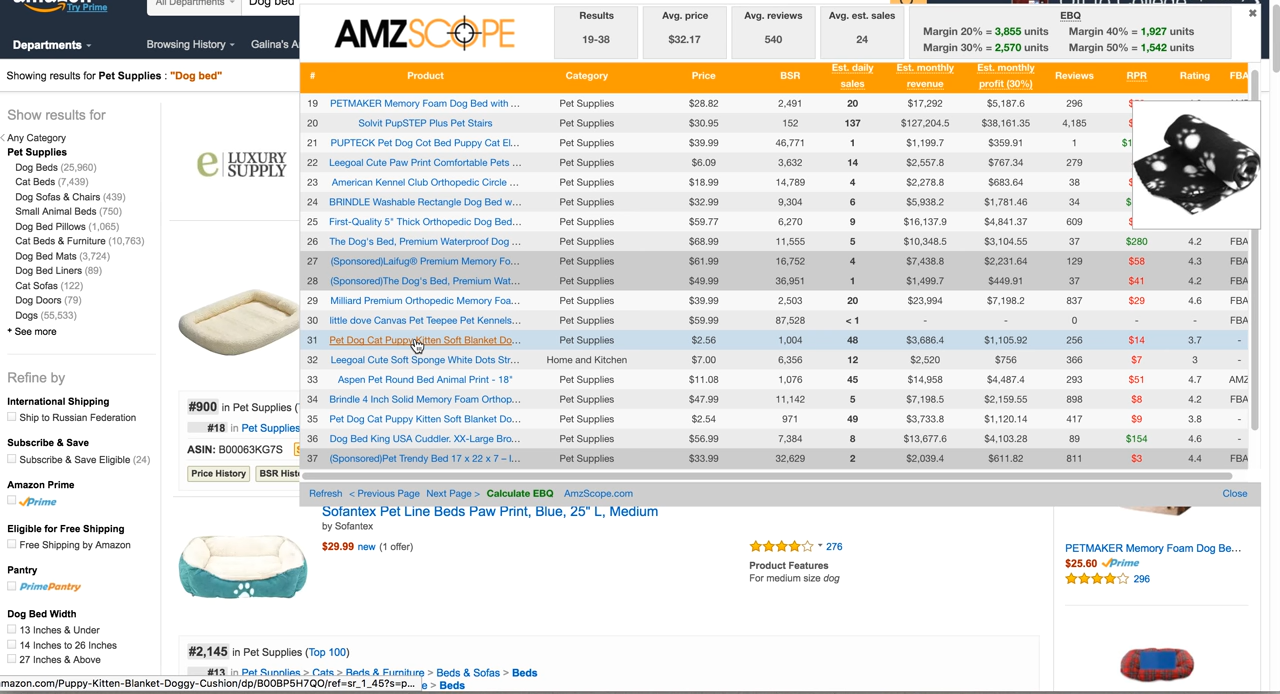 Try Prime
All Departments
Dog bed
Departments
Browsing History
Galina's A
Showing results for Pet Supplies : "Dog bed"
Show results for
Any Category
Pet Supplies
Dog Beds (25,960)
Cat Beds (7,439)
Dog Sofas & Chairs (439)
Small Animal Beds (750)
Dog Bed Pillows (1,065)
Cat Beds & Furniture (10,763)
Dog Bed Mats (3,724)
Dog Bed Liners (89)
Cat Sofas (122)
Dog Doors (79)
Dogs (55,533)
+ See more
Refine by
International Shipping
Ship to Russian Federation
Subscribe & Save
Subscribe & Save Eligible (24)
Amazon Prime
Prime
Eligible for Free Shipping
Free Shipping by Amazon
Pantry
PrimePantry
Dog Bed Width
13 Inches & Under
14 Inches to 26 Inches
27 Inches & Above
e LUXURY SUPPLY
#900 in Pet Supplies (
#18 in Pet Supplies
ASIN: B00063KG7S
Price History BSR Histo
AMZSCOPE
Results 19-38
Avg. price $32.17
Avg. reviews 540
Avg. est. sales 24
EBQ
Margin 20% = 3,855 units Margin 40% = 1,927 units
Margin 30% = 2,570 units Margin 50% = 1,542 units
# Product Category Price BSR Est. daily sales Est. monthly revenue Est. monthly profit (30%) Reviews RPR Rating FBA
19 PETMAKER Memory Foam Dog Bed with ... Pet Supplies $28.82 2,491 20 $17,292 $5,187.6 296
20 Solvit PupSTEP Plus Pet Stairs Pet Supplies $30.95 152 137 $127,204.5 $38,161.35 4,185
21 PUPTECK Pet Dog Cot Bed Puppy Cat El... Pet Supplies $39.99 46,771 1 $1,199.7 $359.91 1
22 Leegoal Cute Paw Print Comfortable Pets ... Pet Supplies $6.09 3,632 14 $2,557.8 $767.34 279
23 American Kennel Club Orthopedic Circle ... Pet Supplies $18.99 14,789 4 $2,278.8 $683.64 38
24 BRINDLE Washable Rectangle Dog Bed w... Pet Supplies $32.99 9,304 6 $5,938.2 $1,781.46 34
25 First-Quality 5" Thick Orthopedic Dog Bed... Pet Supplies $59.77 6,270 9 $16,137.9 $4,841.37 609
26 The Dog's Bed, Premium Waterproof Dog ... Pet Supplies $68.99 11,555 5 $10,348.5 $3,104.55 37 $280 4.2 FBA
27 (Sponsored)Laifug® Premium Memory Fo... Pet Supplies $61.99 16,752 4 $7,438.8 $2,231.64 129 $58 4.3 FBA
28 (Sponsored)The Dog's Bed, Premium Wat... Pet Supplies $49.99 36,951 1 $1,499.7 $449.91 37 $41 4.2 FBA
29 Milliard Premium Orthopedic Memory Foa... Pet Supplies $39.99 2,503 20 $23,994 $7,198.2 837 $29 4.6 FBA
30 little dove Canvas Pet Teepee Pet Kennels... Pet Supplies $59.99 87,528 < 1 - - 0 - - FBA
31 Pet Dog Cat Puppy Kitten Soft Blanket Do... Pet Supplies $2.56 1,004 48 $3,686.4 $1,105.92 256 $14 3.7 -
32 Leegoal Cute Soft Sponge White Dots Str... Home and Kitchen $7.00 6,356 12 $2,520 $756 366 $7 3 -
33 Aspen Pet Round Bed Animal Print - 18" Pet Supplies $11.08 1,076 45 $14,958 $4,487.4 293 $51 4.7 AMZ
34 Brindle 4 Inch Solid Memory Foam Orthop... Pet Supplies $47.99 11,142 5 $7,198.5 $2,159.55 898 $8 4.2 FBA
35 Pet Dog Cat Puppy Kitten Soft Blanket Do... Pet Supplies $2.54 971 49 $3,733.8 $1,120.14 417 $9 3.8 -
36 Dog Bed King USA Cuddler. XX-Large Bro... Pet Supplies $56.99 7,384 8 $13,677.6 $4,103.28 89 $154 4.6 -
37 (Sponsored)Pet Trendy Bed 17 x 22 x 7 – I... Pet Supplies $33.99 32,629 2 $2,039.4 $611.82 811 $3 4.4 FBA
Refresh < Previous Page Next Page > Calculate EBQ AmzScope.com Close
Sofantex Pet Line Beds Paw Print, Blue, 25" L, Medium
by Sofantex
$29.99 new (1 offer)
276
Product Features
For medium size dog
PETMAKER Memory Foam Dog Be...
$25.60 Prime
296
#2,145 in Pet Supplies (Top 100)
#13 in Pet Supplies > Cats > Beds & Furniture > Beds & Sofas > Beds
e > Beds
mazon.com/Puppy-Kitten-Blanket-Doggy-Cushion/dp/B00BP5H7QO/ref=sr_1_45?s=p...